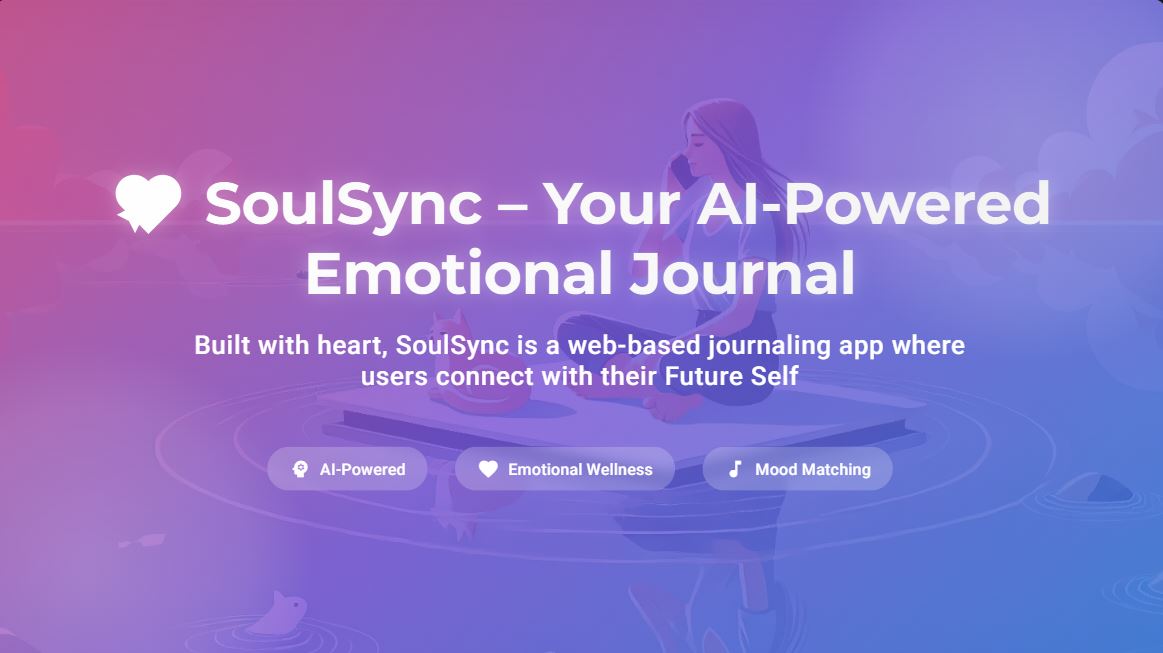 SoulSync – Your AI-Powered
Emotional Journal
Built with heart, SoulSync is a web-based journaling app where
users connect with their Future Self
AI-Powered
Emotional Wellness
Mood Matching